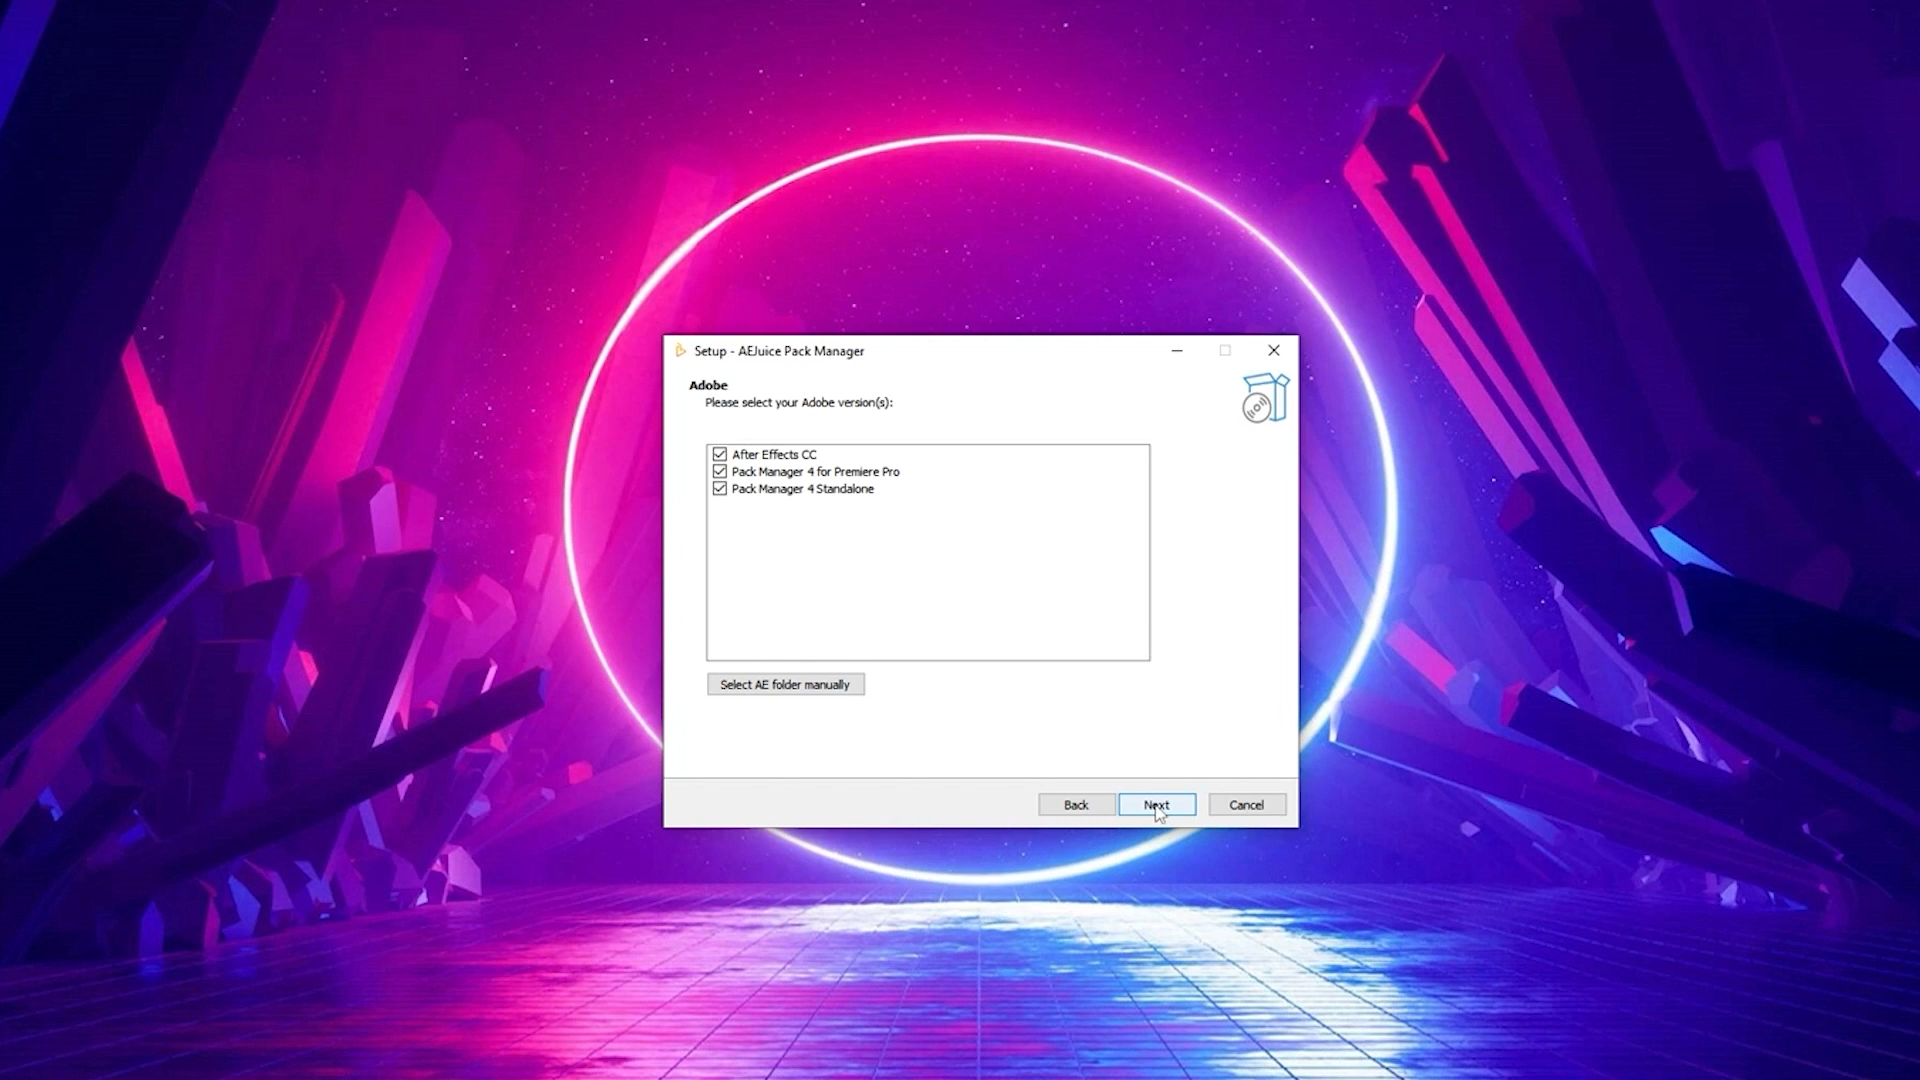 Setup - AEJuice Pack Manager
Adobe
Please select your Adobe version(s):
After Effects CC
Pack Manager 4 for Premiere Pro
Pack Manager 4 Standalone
Select AE folder manually
Back
Next
Cancel